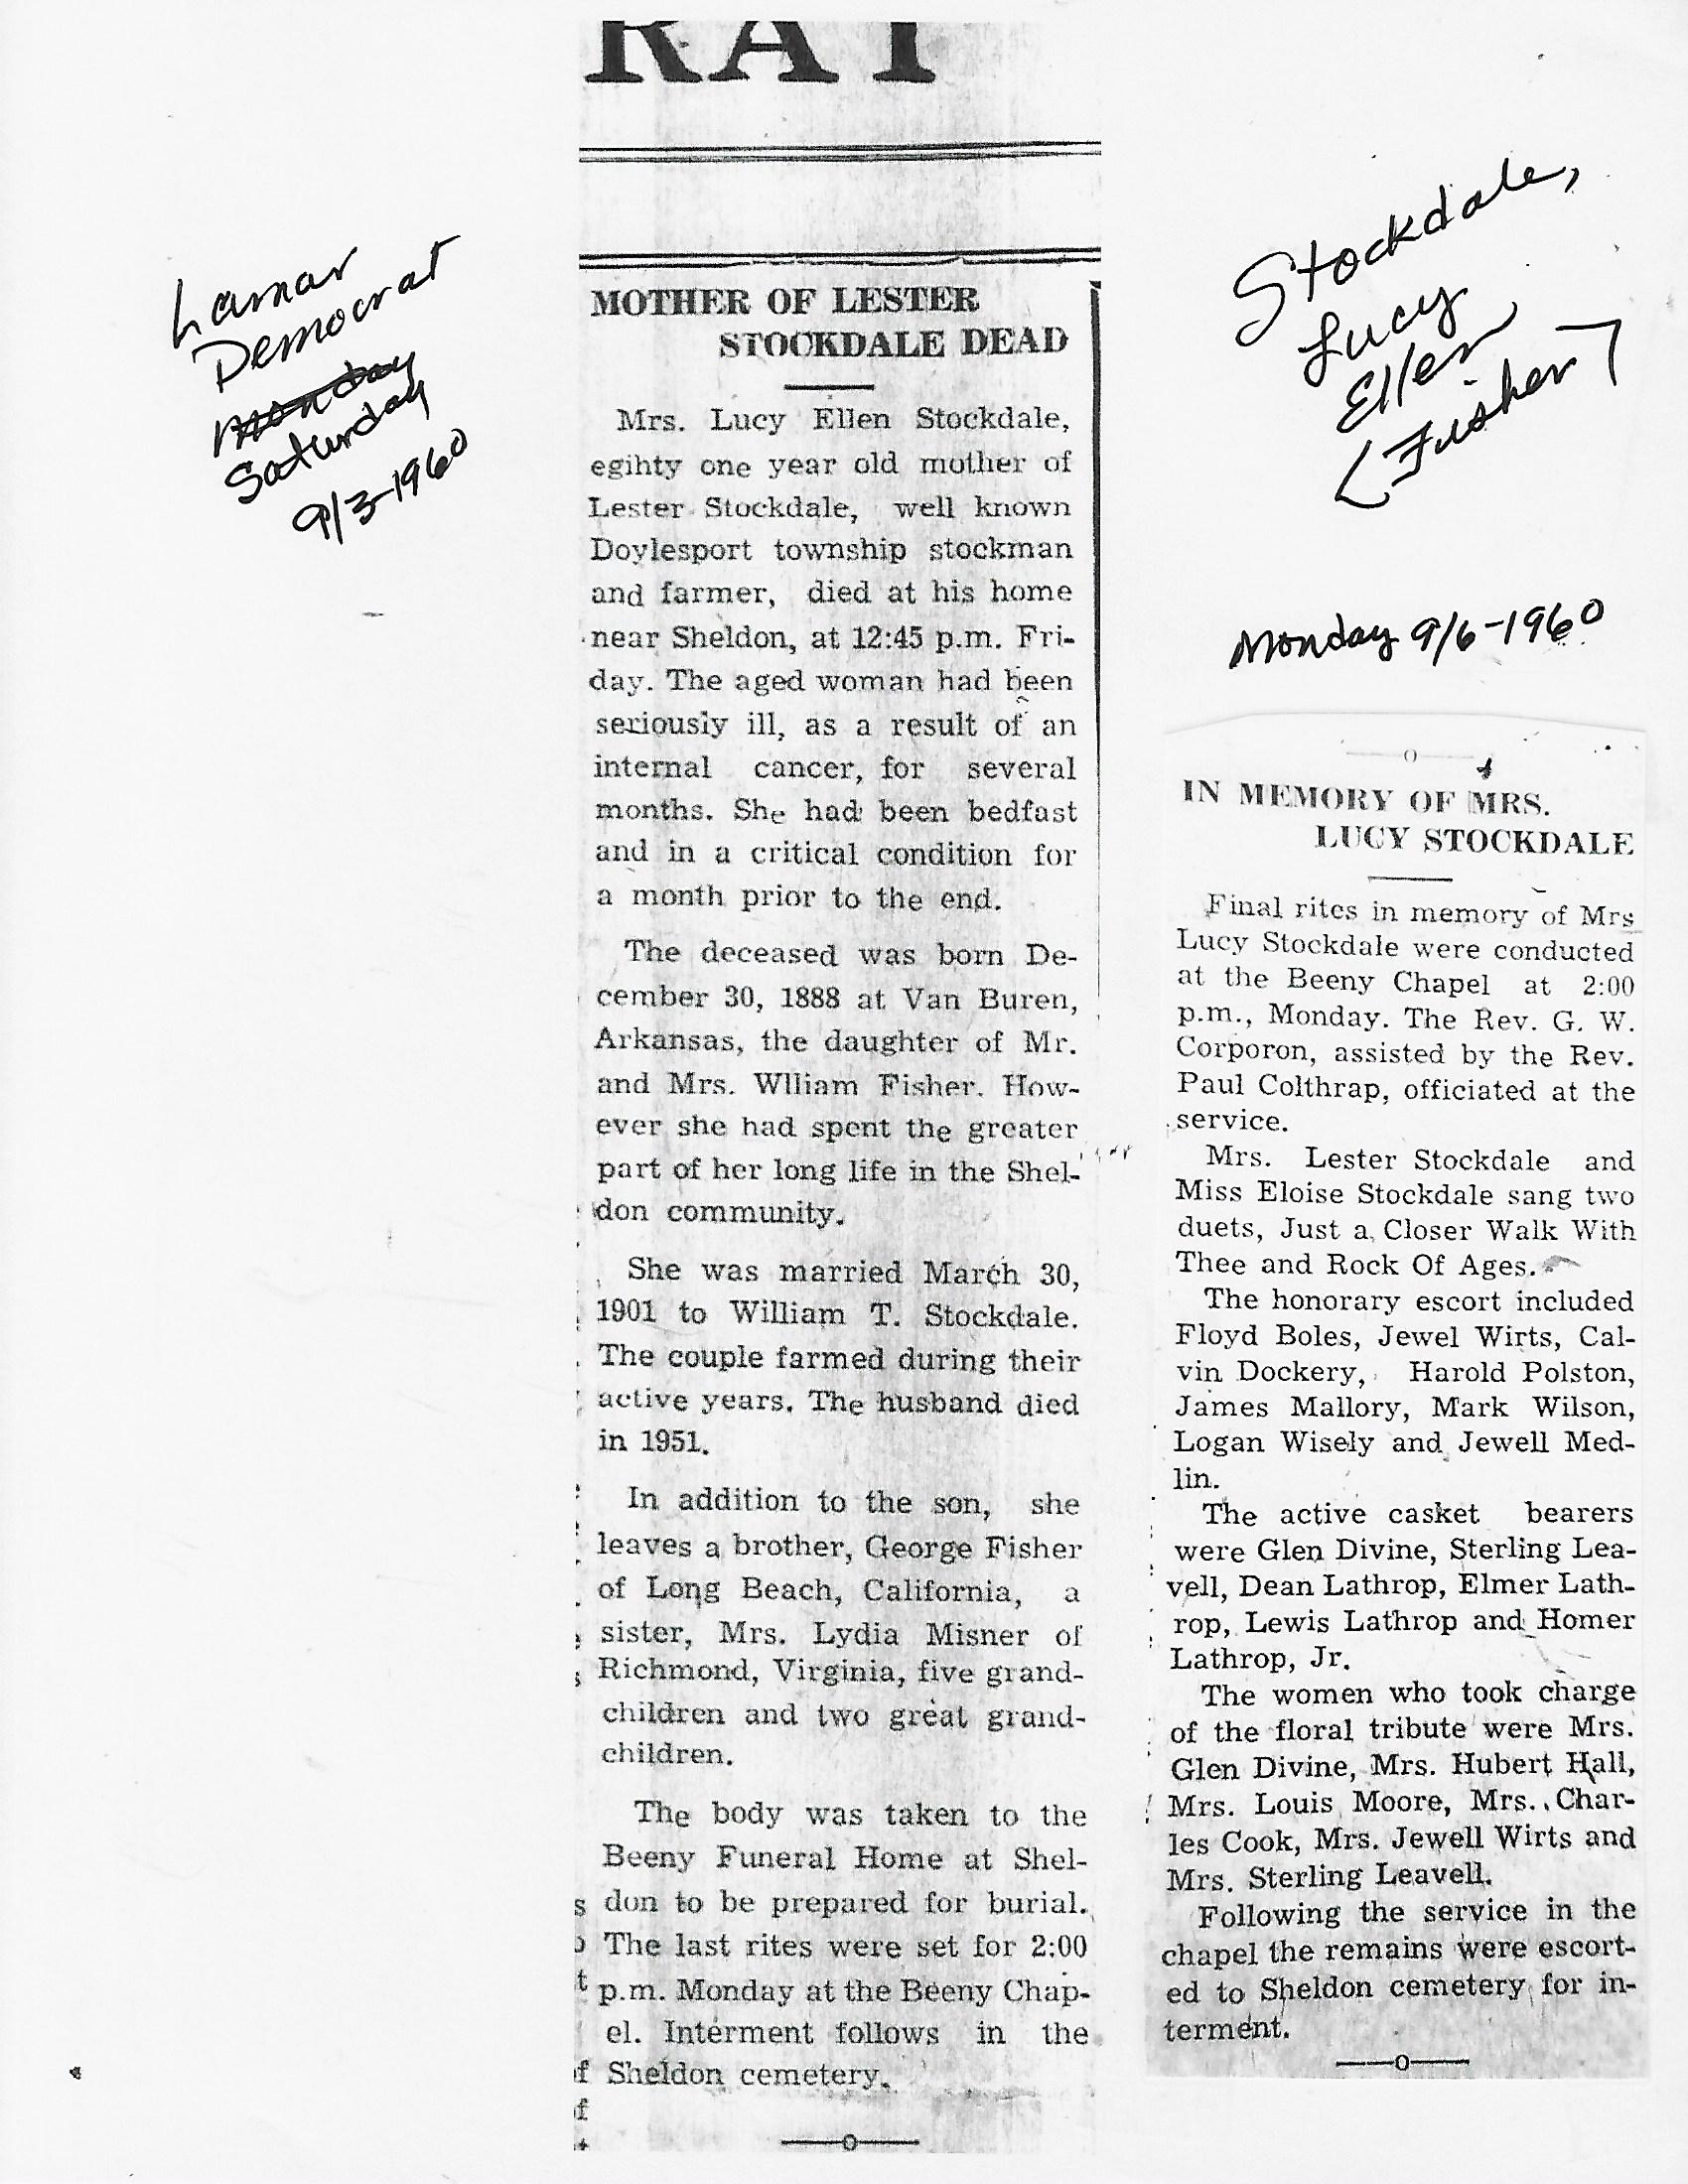 RAT
Lamar
Democrat
Monday
Saturday
9/3-1960
MOTHER OF LESTER
STOCKDALE DEAD
Mrs. Lucy Ellen Stockdale,
egihty one year old mother of
Lester Stockdale, well known
Doylesport township stockman
and farmer, died at his home
near Sheldon, at 12:45 p.m. Fri-
day. The aged woman had been
seriously ill, as a result of an
internal cancer, for several
months. She had been bedfast
and in a critical condition for
a month prior to the end.
The deceased was born De-
cember 30, 1888 at Van Buren,
Arkansas, the daughter of Mr.
and Mrs. Wlliam Fisher. How-
ever she had spent the greater
part of her long life in the Shel-
don community.
She was married March 30,
1901 to William T. Stockdale.
The couple farmed during their
active years. The husband died
in 1951.
In addition to the son, she
leaves a brother, George Fisher
of Long Beach, California, a
sister, Mrs. Lydia Misner of
Richmond, Virginia, five grand-
children and two great grand-
children.
The body was taken to the
Beeny Funeral Home at Shel-
don to be prepared for burial.
The last rites were set for 2:00
p.m. Monday at the Beeny Chap-
el. Interment follows in the
Sheldon cemetery.
Stockdale,
Lucy
Ellen
[Fisher]
Monday 9/6-1960
IN MEMORY OF MRS.
LUCY STOCKDALE
Final rites in memory of Mrs
Lucy Stockdale were conducted
at the Beeny Chapel at 2:00
p.m., Monday. The Rev. G. W.
Corporon, assisted by the Rev.
Paul Colthrap, officiated at the
service.
Mrs. Lester Stockdale and
Miss Eloise Stockdale sang two
duets, Just a Closer Walk With
Thee and Rock Of Ages.
The honorary escort included
Floyd Boles, Jewel Wirts, Cal-
vin Dockery, Harold Polston,
James Mallory, Mark Wilson,
Logan Wisely and Jewell Med-
lin.
The active casket bearers
were Glen Divine, Sterling Lea-
vell, Dean Lathrop, Elmer Lath-
rop, Lewis Lathrop and Homer
Lathrop, Jr.
The women who took charge
of the floral tribute were Mrs.
Glen Divine, Mrs. Hubert Hall,
Mrs. Louis Moore, Mrs. Char-
les Cook, Mrs. Jewell Wirts and
Mrs. Sterling Leavell.
Following the service in the
chapel the remains were escort-
ed to Sheldon cemetery for in-
terment.